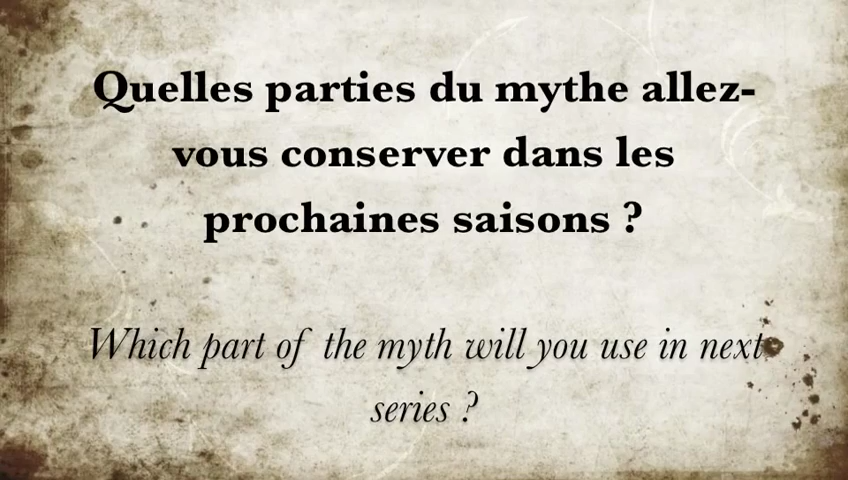 Quelles parties du mythe allez-
vous conserver dans les
prochaines saisons ?
Which part of the myth will you use in next
series ?